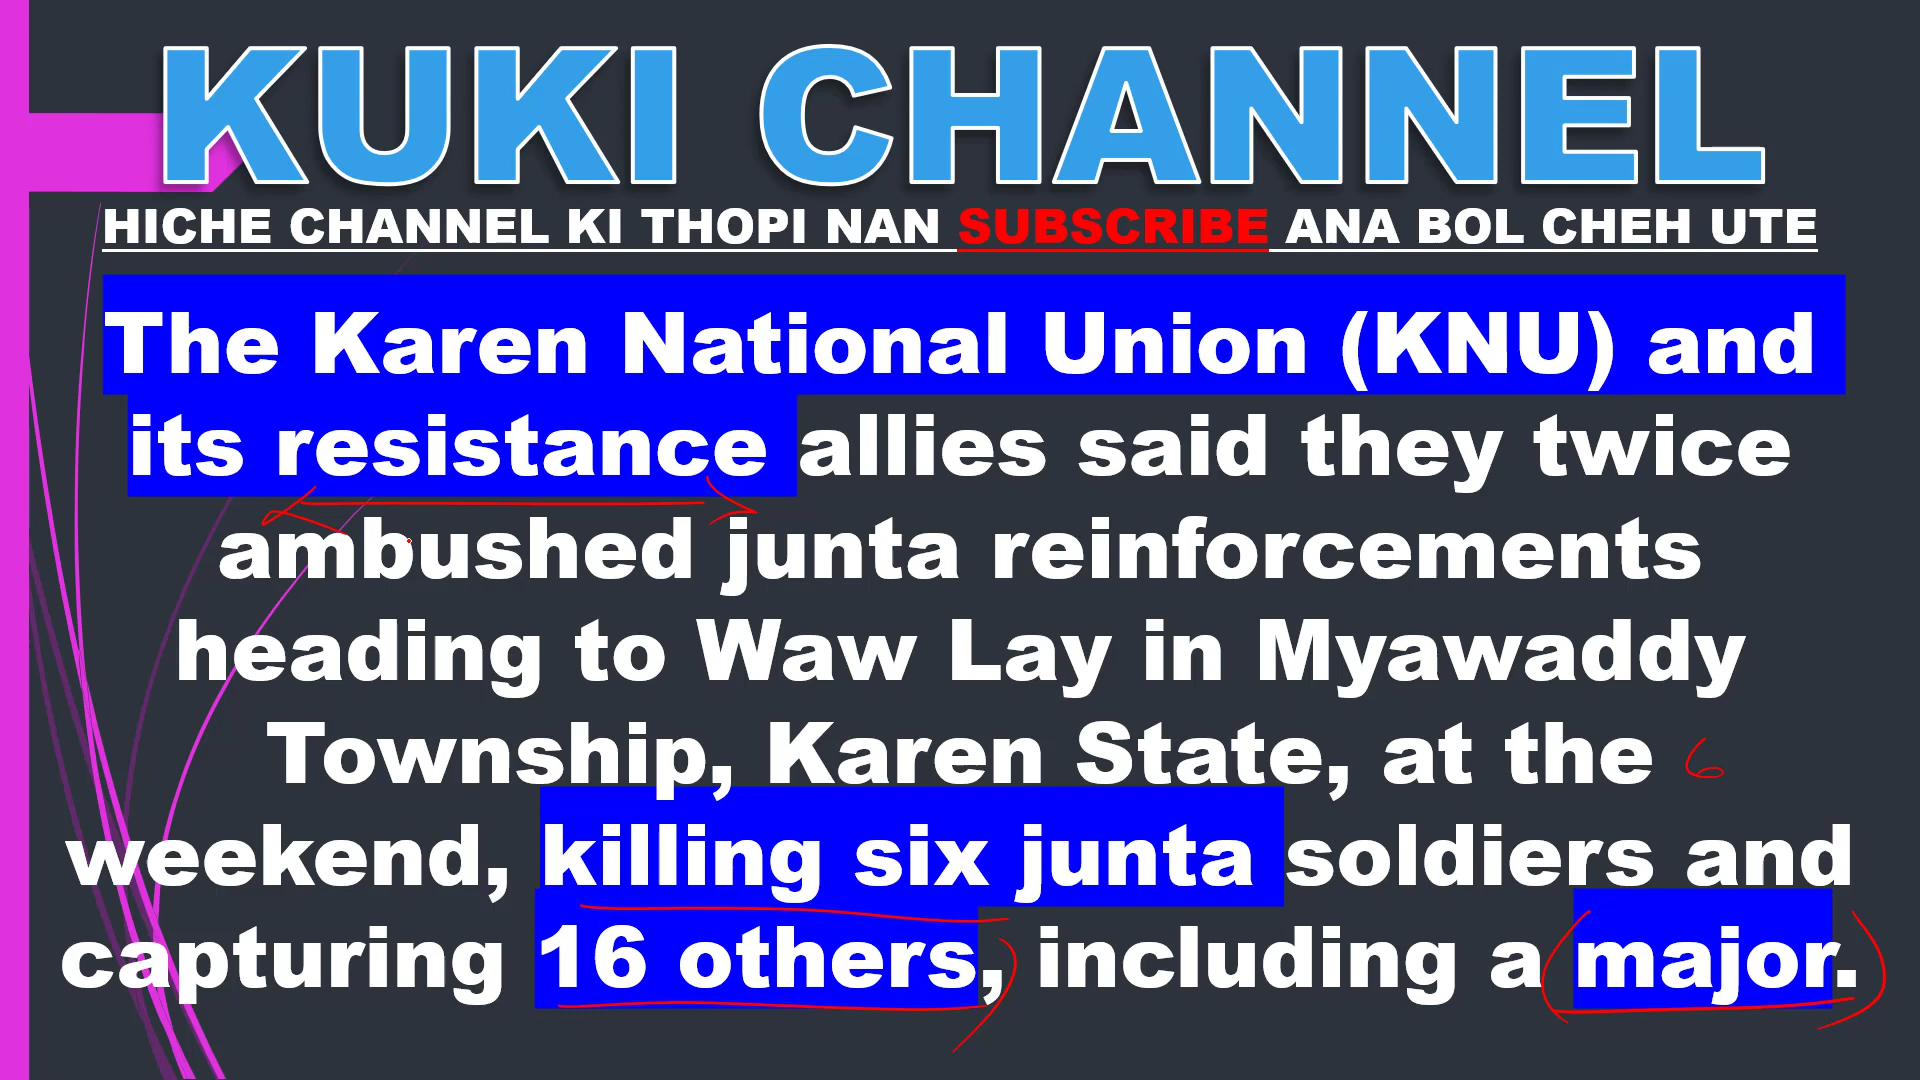 KUKI CHANNEL
HICHE CHANNEL KI THOPI NAN SUBSCRIBE ANA BOL CHEH UTE
The Karen National Union (KNU) and
its resistance allies said they twice
ambushed junta reinforcements
heading to Waw Lay in Myawaddy
Township, Karen State, at the 6
weekend, killing six junta soldiers and
capturing 16 others, including a major.